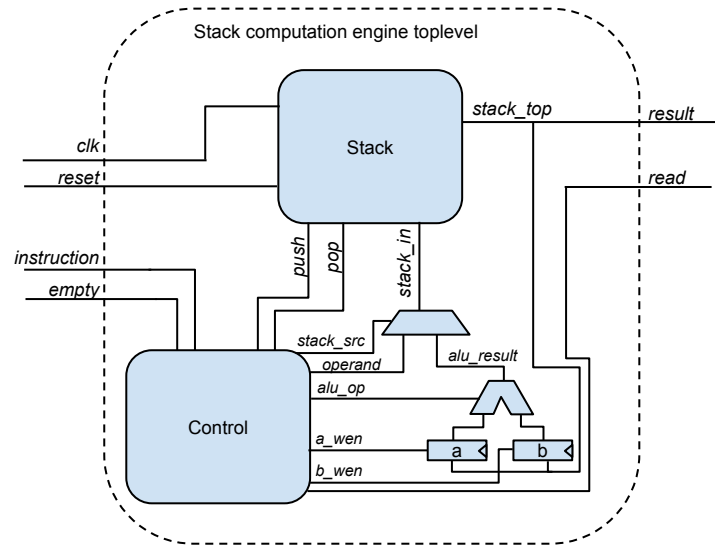 Stack computation engine toplevel
stack_top
result
clk
Stack
reset
read
instruction
push
pop
stack_in
empty
stack_src
operand
alu_result
alu_op
Control
a_wen
a
b
b_wen